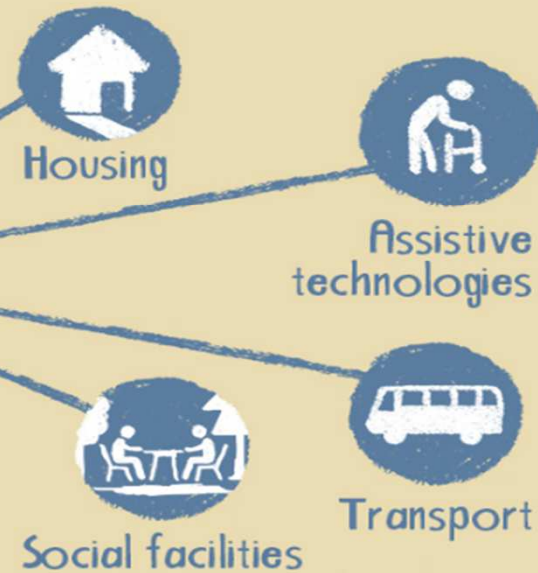 Housing
Assistive
technologies
Transport
Social facilities